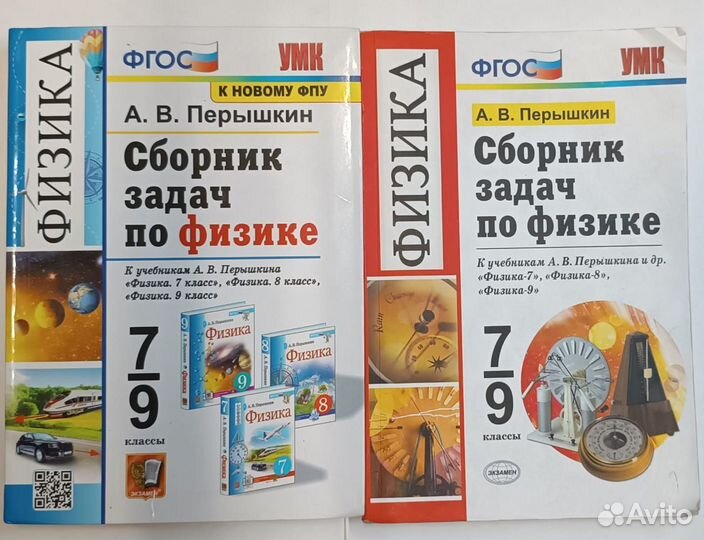 ФИЗИКА
ФГОС
УМК
К НОВОМУ ФПУ
А. В. Перышкин
Сборник
задач
по физике
К учебникам А. В. Перышкина
«Физика. 7 класс», «Физика. 8 класс»,
«Физика. 9 класс»
7
9
классы
Физика
9
Физика
8
Физика
7
ЭКЗАМЕН
ФИЗИКА
ФГОС
УМК
А. В. Перышкин
Сборник
задач
по физике
К учебникам А. В. Перышкина и др.
«Физика-7», «Физика-8»,
«Физика-9»
7
9
классы
Rain
ЭКЗАМЕН
Avito